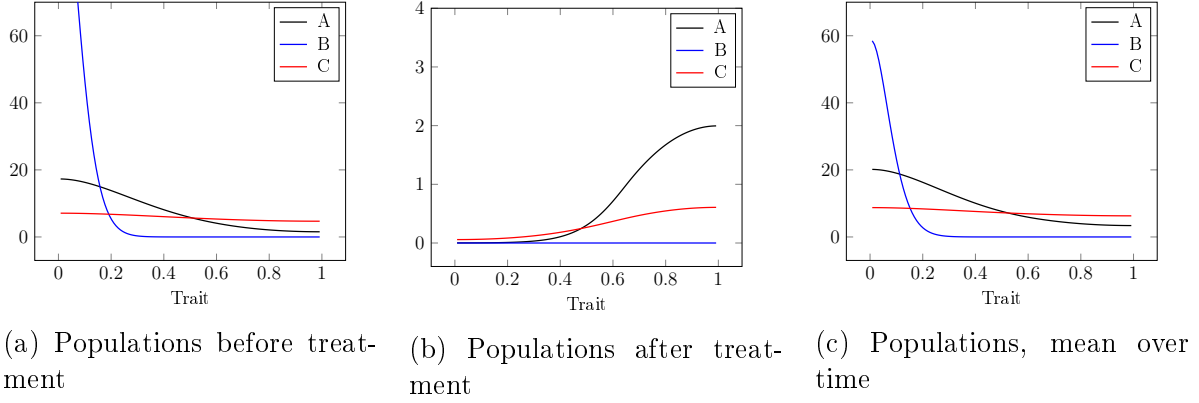 60
40
20
0
A
B
C
0
0.2
0.4
0.6
0.8
1
Trait
(a) Populations before treat-
ment
4
3
2
1
0
A
B
C
0
0.2
0.4
0.6
0.8
1
Trait
(b) Populations after treat-
ment
60
40
20
0
A
B
C
0
0.2
0.4
0.6
0.8
1
Trait
(c) Populations, mean over
time